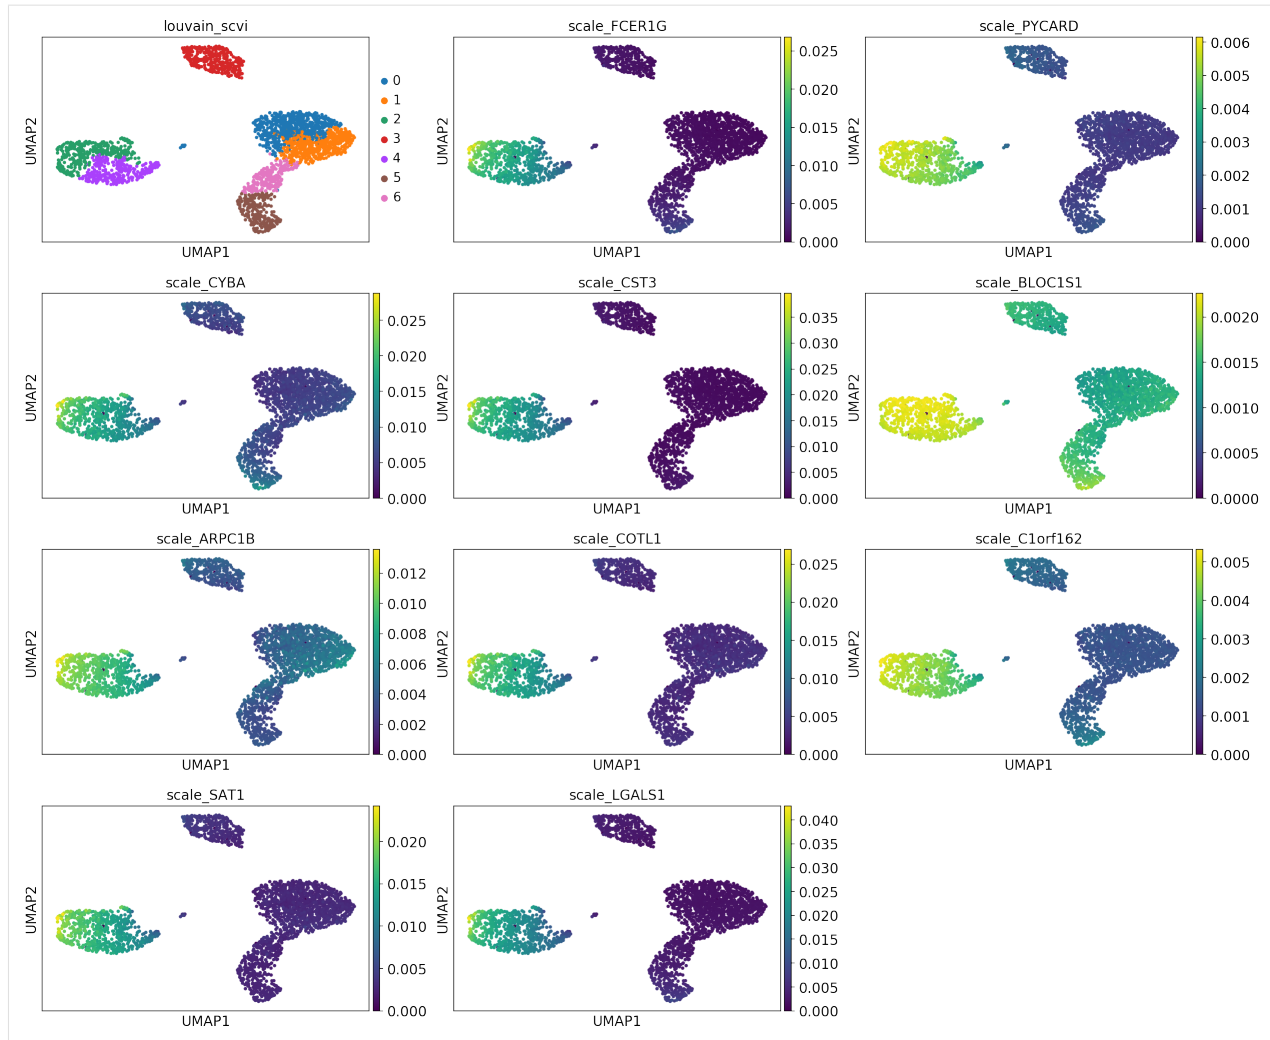 louvain_scvi
UMAP2
UMAP1
0
1
2
3
4
5
6
scale_FCER1G
UMAP2
UMAP1
0.025
0.020
0.015
0.010
0.005
0.000
scale_PYCARD
UMAP2
UMAP1
0.006
0.005
0.004
0.003
0.002
0.001
0.000
scale_CYBA
UMAP2
UMAP1
0.025
0.020
0.015
0.010
0.005
0.000
scale_CST3
UMAP2
UMAP1
0.035
0.030
0.025
0.020
0.015
0.010
0.005
0.000
scale_BLOC1S1
UMAP2
UMAP1
0.0020
0.0015
0.0010
0.0005
0.0000
scale_ARPC1B
UMAP2
UMAP1
0.012
0.010
0.008
0.006
0.004
0.002
0.000
scale_COTL1
UMAP2
UMAP1
0.025
0.020
0.015
0.010
0.005
0.000
scale_C1orf162
UMAP2
UMAP1
0.005
0.004
0.003
0.002
0.001
0.000
scale_SAT1
UMAP2
UMAP1
0.020
0.015
0.010
0.005
0.000
scale_LGALS1
UMAP2
UMAP1
0.040
0.035
0.030
0.025
0.020
0.015
0.010
0.005
0.000